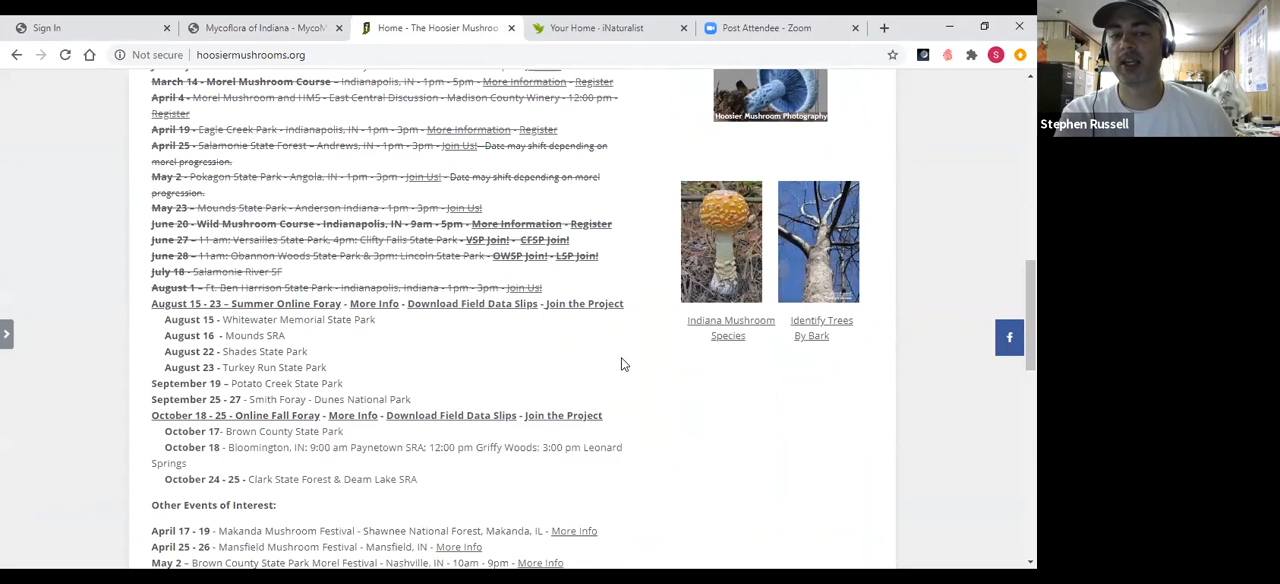 Sign In
Mycoflora of Indiana - MycoM
Home - The Hoosier Mushroo
Your Home · iNaturalist
Post Attendee - Zoom
Not secure
hoosiermushrooms.org
S
March 14 - Morel Mushroom Course - Indianapolis, IN - 1pm - 5pm - More Information - Register
April 4 - Morel Mushroom and HMS - East Central Discussion - Madison County Winery - 12:00 pm -
Register
April 19 - Eagle Creek Park - Indianapolis, IN - 1pm - 3pm - More Information - Register
April 25 - Salamonie State Forest – Andrews, IN - 1pm - 3pm - Join Us! - Date may shift depending on
morel progression.
May 2 - Pokagon State Park - Angola, IN - 1pm - 3pm - Join Us! - Date may shift depending on morel
progression.
May 23 - Mounds State Park - Anderson Indiana - 1pm - 3pm - Join Us!
June 20 - Wild Mushroom Course - Indianapolis, IN - 9am - 5pm - More Information - Register
June 27 - 11 am: Versailles State Park, 4pm: Clifty Falls State Park - VSP Join! - CFSP Join!
June 28 - 11am: Obannon Woods State Park & 3pm: Lincoln State Park - OWSP Join! - LSP Join!
July 18 - Salamonie River SF
August 1 - Ft. Ben Harrison State Park - Indianapolis, Indiana - 1pm - 3pm - Join Us!
August 15 - 23 – Summer Online Foray - More Info - Download Field Data Slips - Join the Project
August 15 - Whitewater Memorial State Park
August 16 - Mounds SRA
August 22 - Shades State Park
August 23 - Turkey Run State Park
September 19 – Potato Creek State Park
September 25 - 27 - Smith Foray - Dunes National Park
October 18 - 25 - Online Fall Foray - More Info - Download Field Data Slips - Join the Project
October 17- Brown County State Park
October 18 - Bloomington, IN: 9:00 am Paynetown SRA; 12:00 pm Griffy Woods: 3:00 pm Leonard
Springs
October 24 - 25 - Clark State Forest & Deam Lake SRA
Other Events of Interest:
April 17 - 19 - Makanda Mushroom Festival - Shawnee National Forest, Makanda, IL - More Info
April 25 - 26 - Mansfield Mushroom Festival - Mansfield, IN - More Info
May 2 – Brown County State Park Morel Festival - Nashville, IN - 10am - 9pm - More Info
Hoosier Mushroom Photography
Indiana Mushroom
Species
Identify Trees
By Bark
f
Stephen Russell